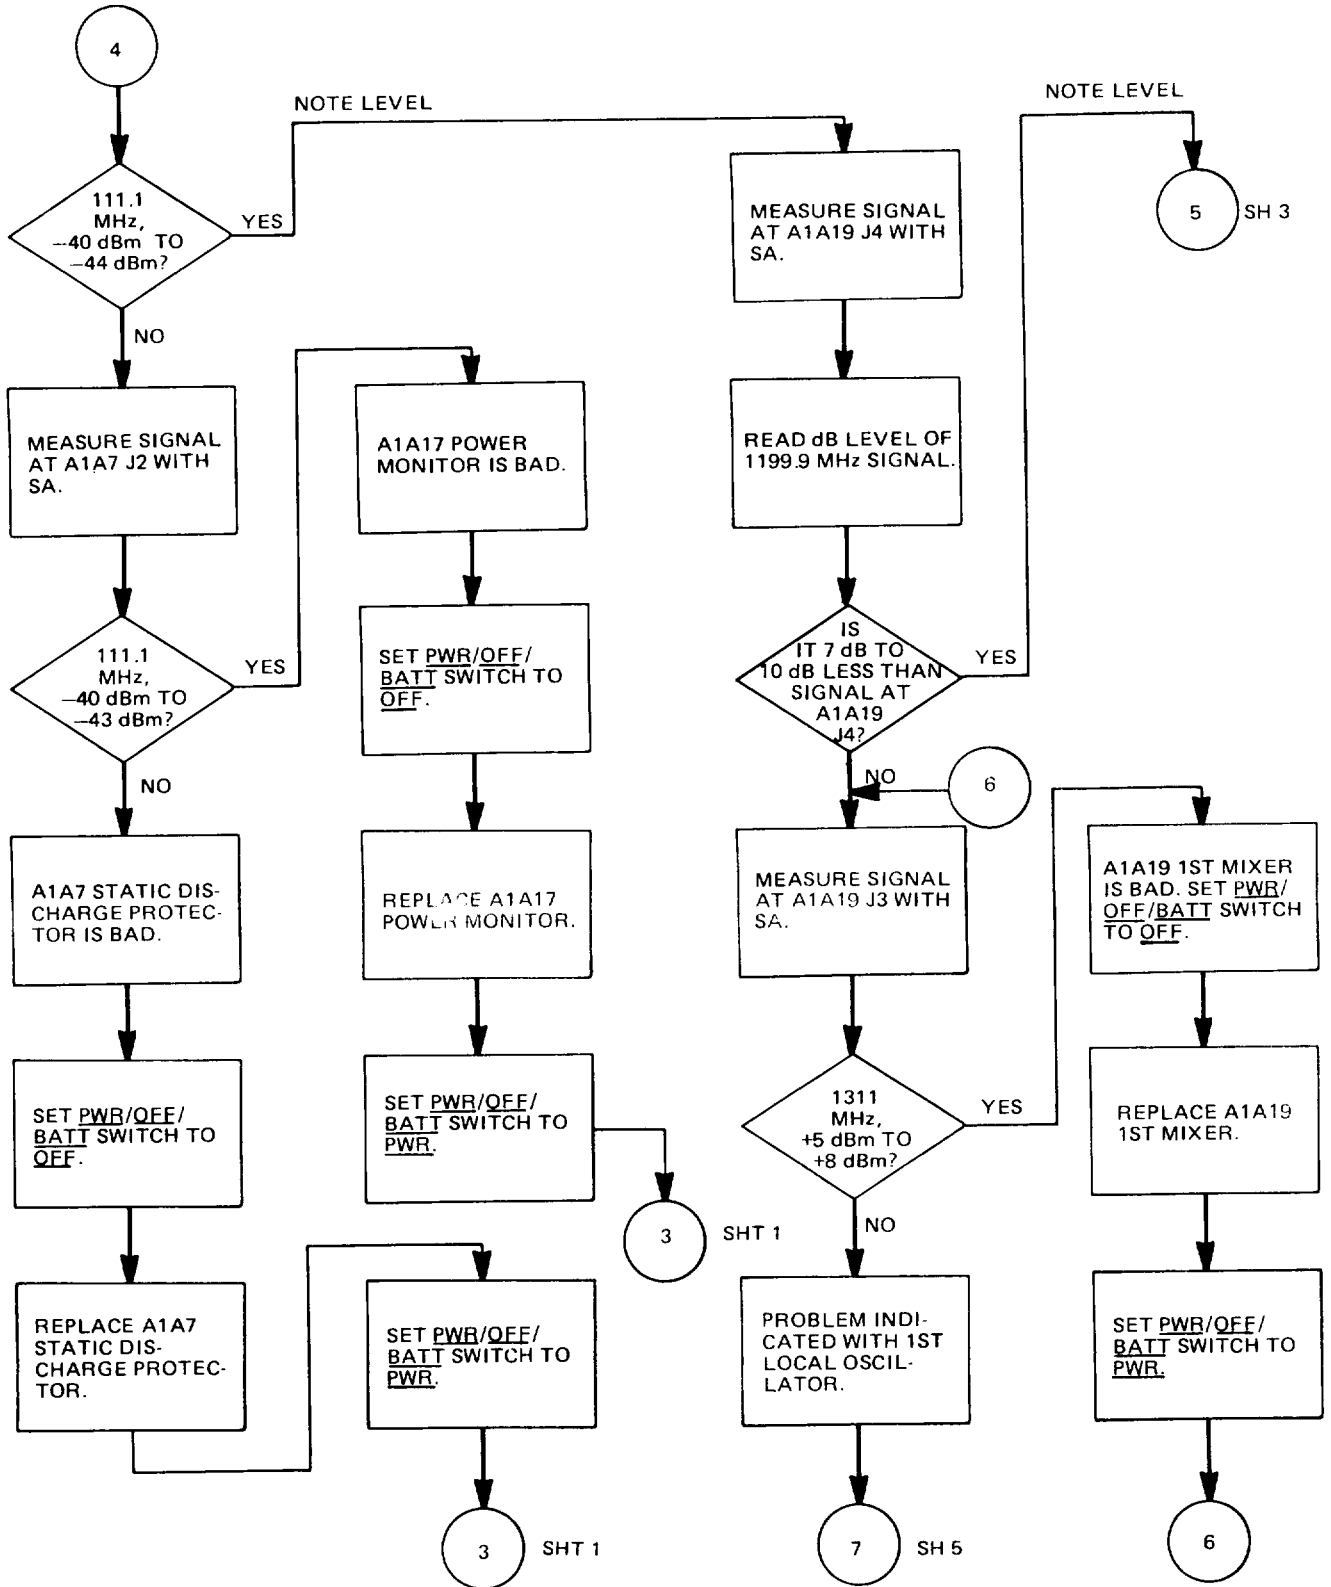 4
NOTE LEVEL
111.1
MHz,
—40 dBm TO
—44 dBm?
YES
NO
MEASURE SIGNAL
AT A1A7 J2 WITH
SA.
111.1
MHz,
—40 dBm TO
—43 dBm?
YES
NO
A1A7 STATIC DIS-
CHARGE PROTEC-
TOR IS BAD.
SET PWR/OFF/
BATT SWITCH TO
OFF.
REPLACE A1A7
STATIC DIS-
CHARGE PROTEC-
TOR.
A1A17 POWER
MONITOR IS BAD.
SET PWR/OFF/
BATT SWITCH TO
OFF.
REPLACE A1A17
POWER MONITOR.
SET PWR/OFF/
BATT SWITCH TO
PWR.
3 SHT 1
SET PWR/OFF/
BATT SWITCH TO
PWR.
3 SHT 1
MEASURE SIGNAL
AT A1A19 J4 WITH
SA.
READ dB LEVEL OF
1199.9 MHz SIGNAL.
IS
IT 7 dB TO
10 dB LESS THAN
SIGNAL AT
A1A19
J4?
YES
NOTE LEVEL
5 SH 3
NO
6
MEASURE SIGNAL
AT A1A19 J3 WITH
SA.
1311
MHz,
+5 dBm TO
+8 dBm?
YES
NO
PROBLEM INDI-
CATED WITH 1ST
LOCAL OSCIL-
LATOR.
7 SH 5
A1A19 1ST MIXER
IS BAD. SET PWR/
OFF/BATT SWITCH
TO OFF.
REPLACE A1A19
1ST MIXER.
SET PWR/OFF/
BATT SWITCH TO
PWR.
6